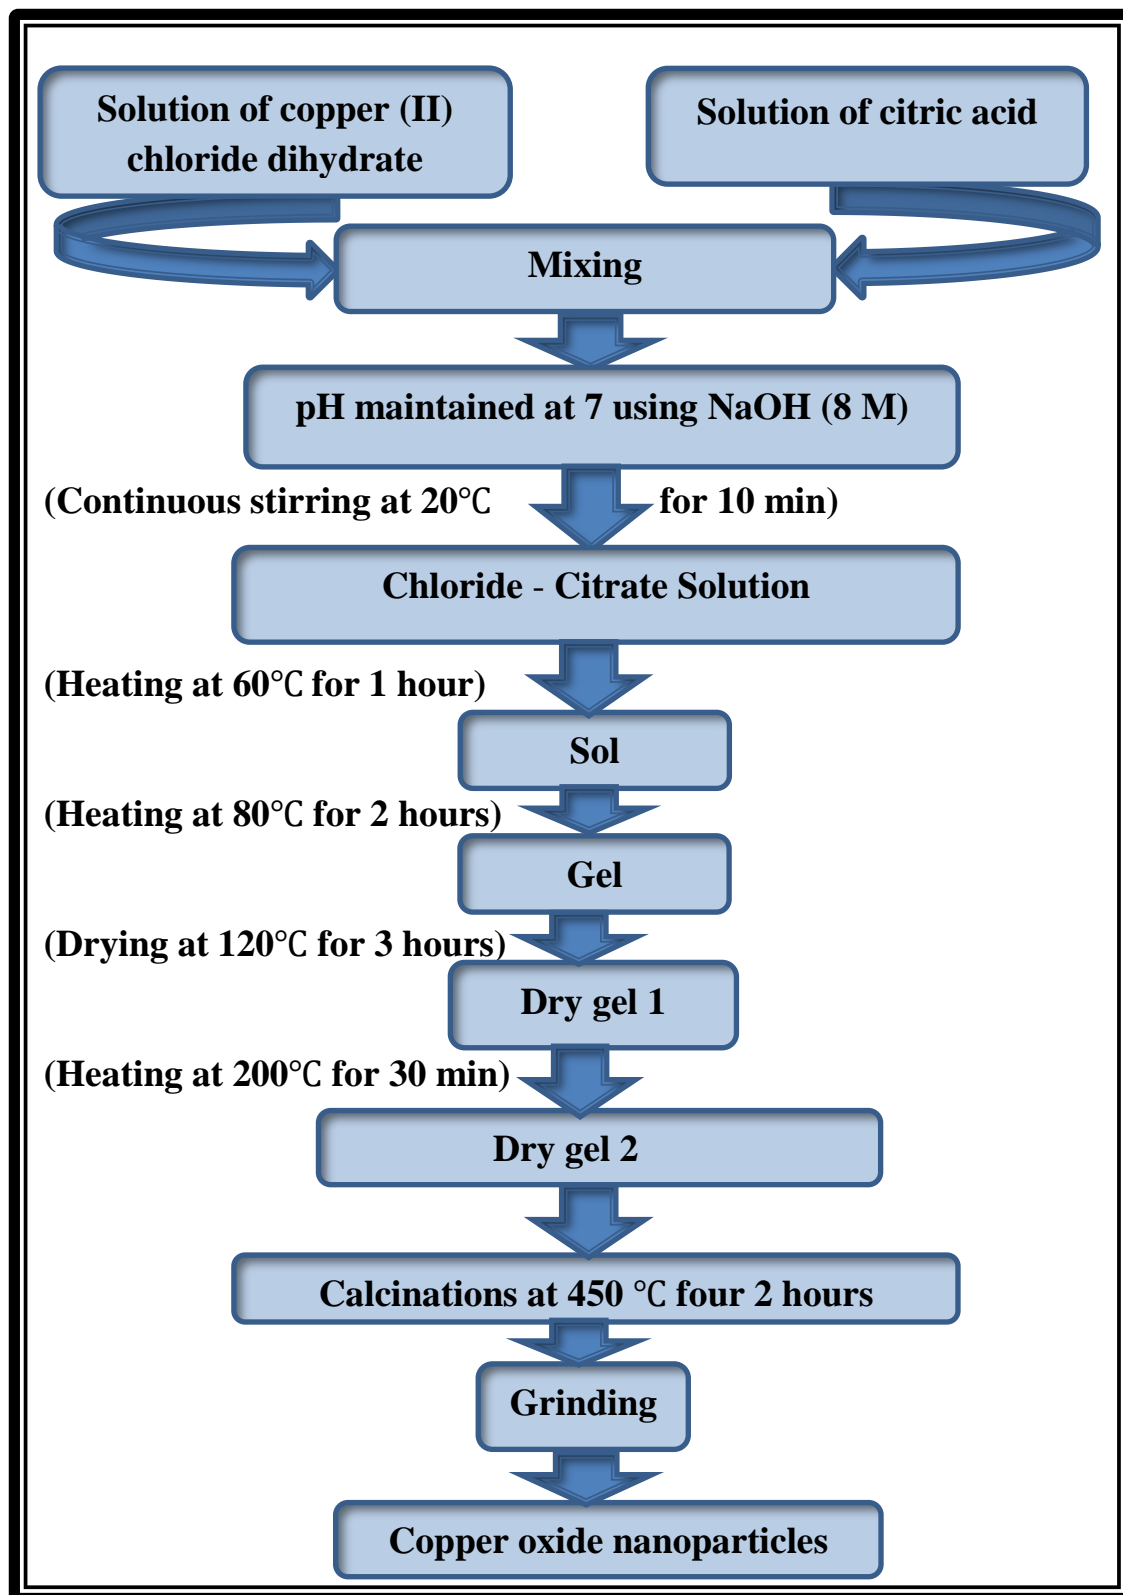 Solution of copper (II)
chloride dihydrate
Solution of citric acid
Mixing
pH maintained at 7 using NaOH (8 M)
(Continuous stirring at 20℃ for 10 min)
Chloride - Citrate Solution
(Heating at 60℃ for 1 hour)
Sol
(Heating at 80℃ for 2 hours)
Gel
(Drying at 120℃ for 3 hours)
Dry gel 1
(Heating at 200℃ for 30 min)
Dry gel 2
Calcinations at 450 ℃ four 2 hours
Grinding
Copper oxide nanoparticles